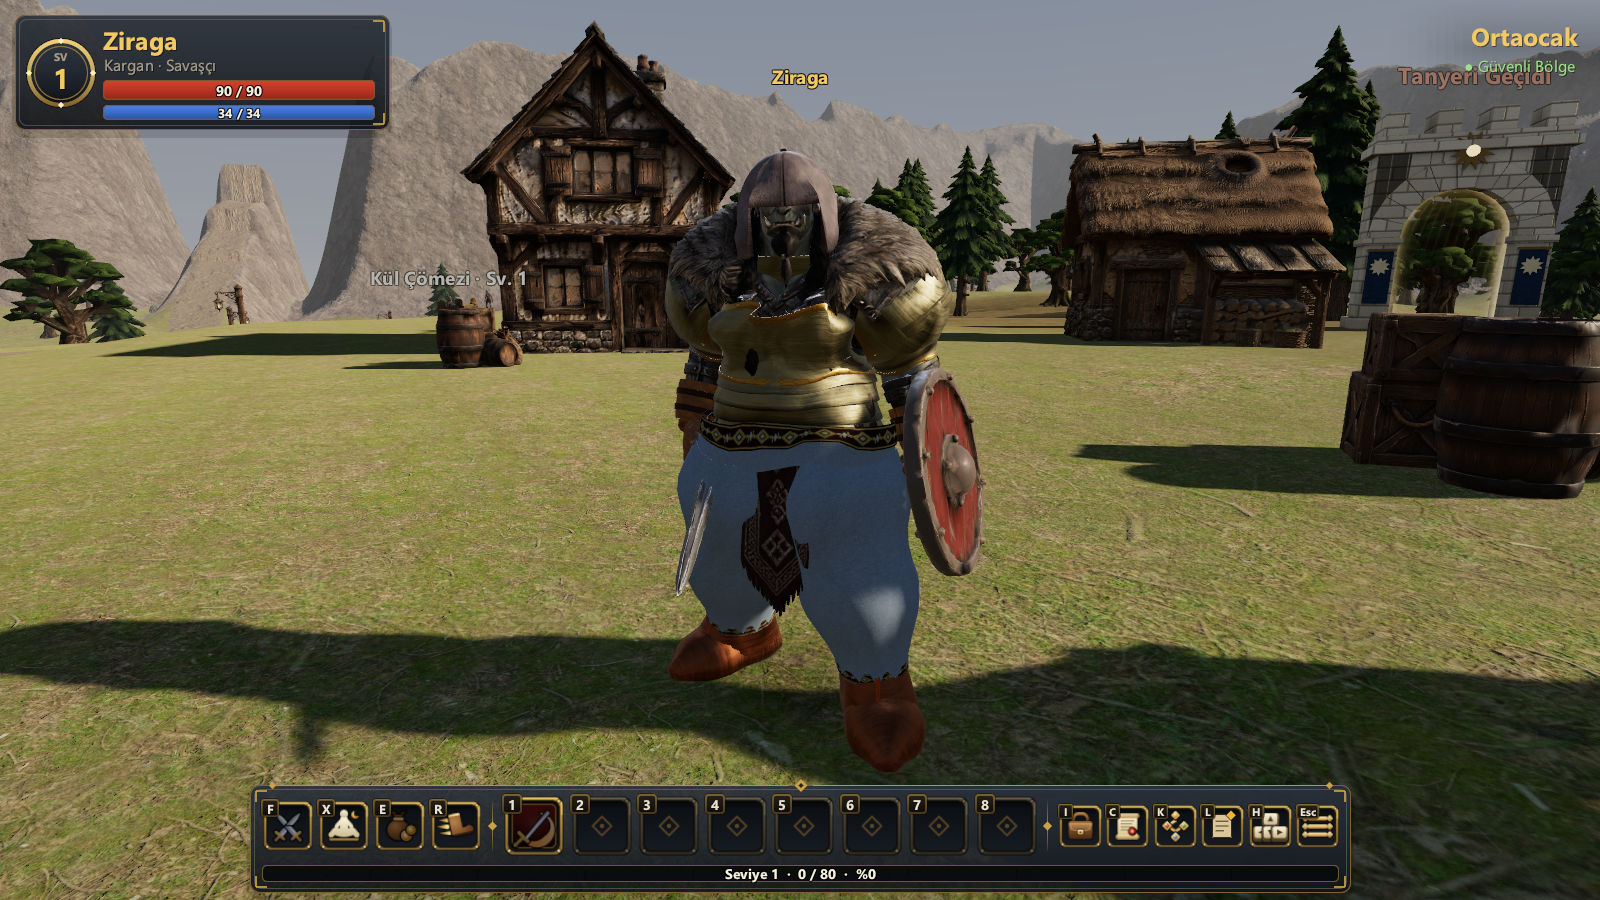 Ziraga
SV
1
Kargan · Savaşçı
90 / 90
34 / 34
Ziraga
Ortaocak
Güvenli Bölge
Tanyeri Geçidi
Kül Çömezi · Sv. 1
F
X
E
R
1
2
3
4
5
6
7
8
I
C
K
L
H
Esc
Seviye 1 · 0 / 80 · %0